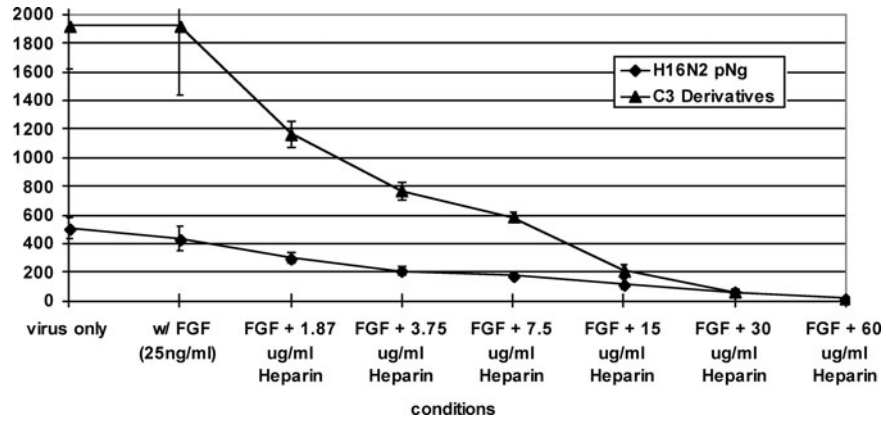 2000
1800
1600
1400
1200
1000
800
600
400
200
0
H16N2 pNg
C3 Derivatives
virus only
w/ FGF
(25ng/ml)
FGF + 1.87
ug/ml
Heparin
FGF + 3.75
ug/ml
Heparin
FGF + 7.5
ug/ml
Heparin
FGF + 15
ug/ml
Heparin
FGF + 30
ug/ml
Heparin
FGF + 60
ug/ml
Heparin
conditions